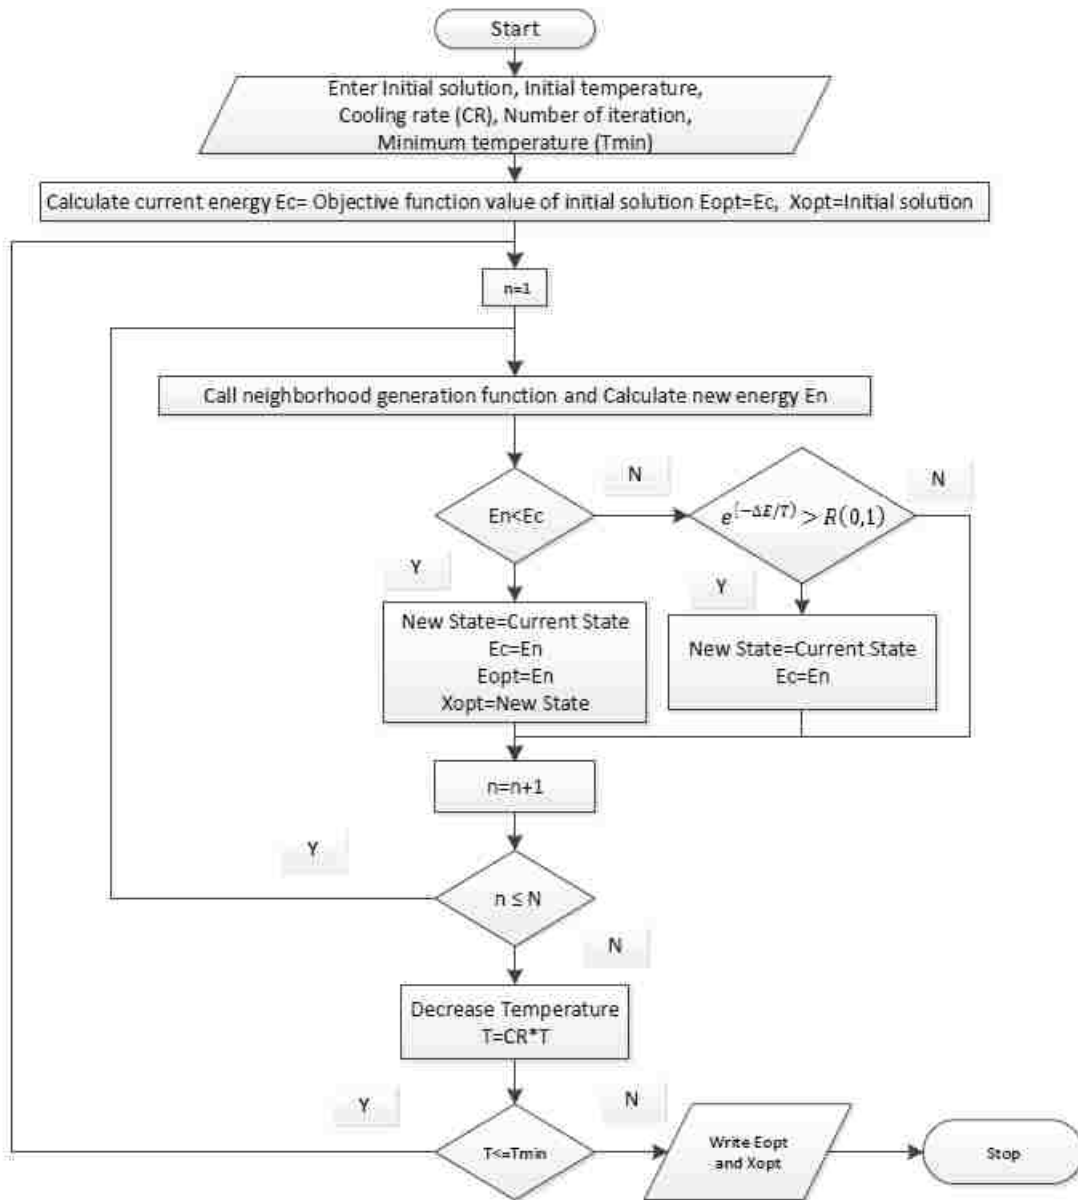 Start
Enter Initial solution, Initial temperature,
Cooling rate (CR), Number of iteration,
Minimum temperature (Tmin)
Calculate current energy Ec= Objective function value of initial solution Eopt=Ec, Xopt=Initial solution
n=1
Call neighborhood generation function and Calculate new energy En
En<Ec
N
e^(-ΔE/T) > R(0,1)
N
Y
New State=Current State
Ec=En
Eopt=En
Xopt=New State
Y
New State=Current State
Ec=En
n=n+1
n ≤ N
Y
N
Decrease Temperature
T=CR*T
T<=Tmin
Y
N
Write Eopt
and Xopt
Stop